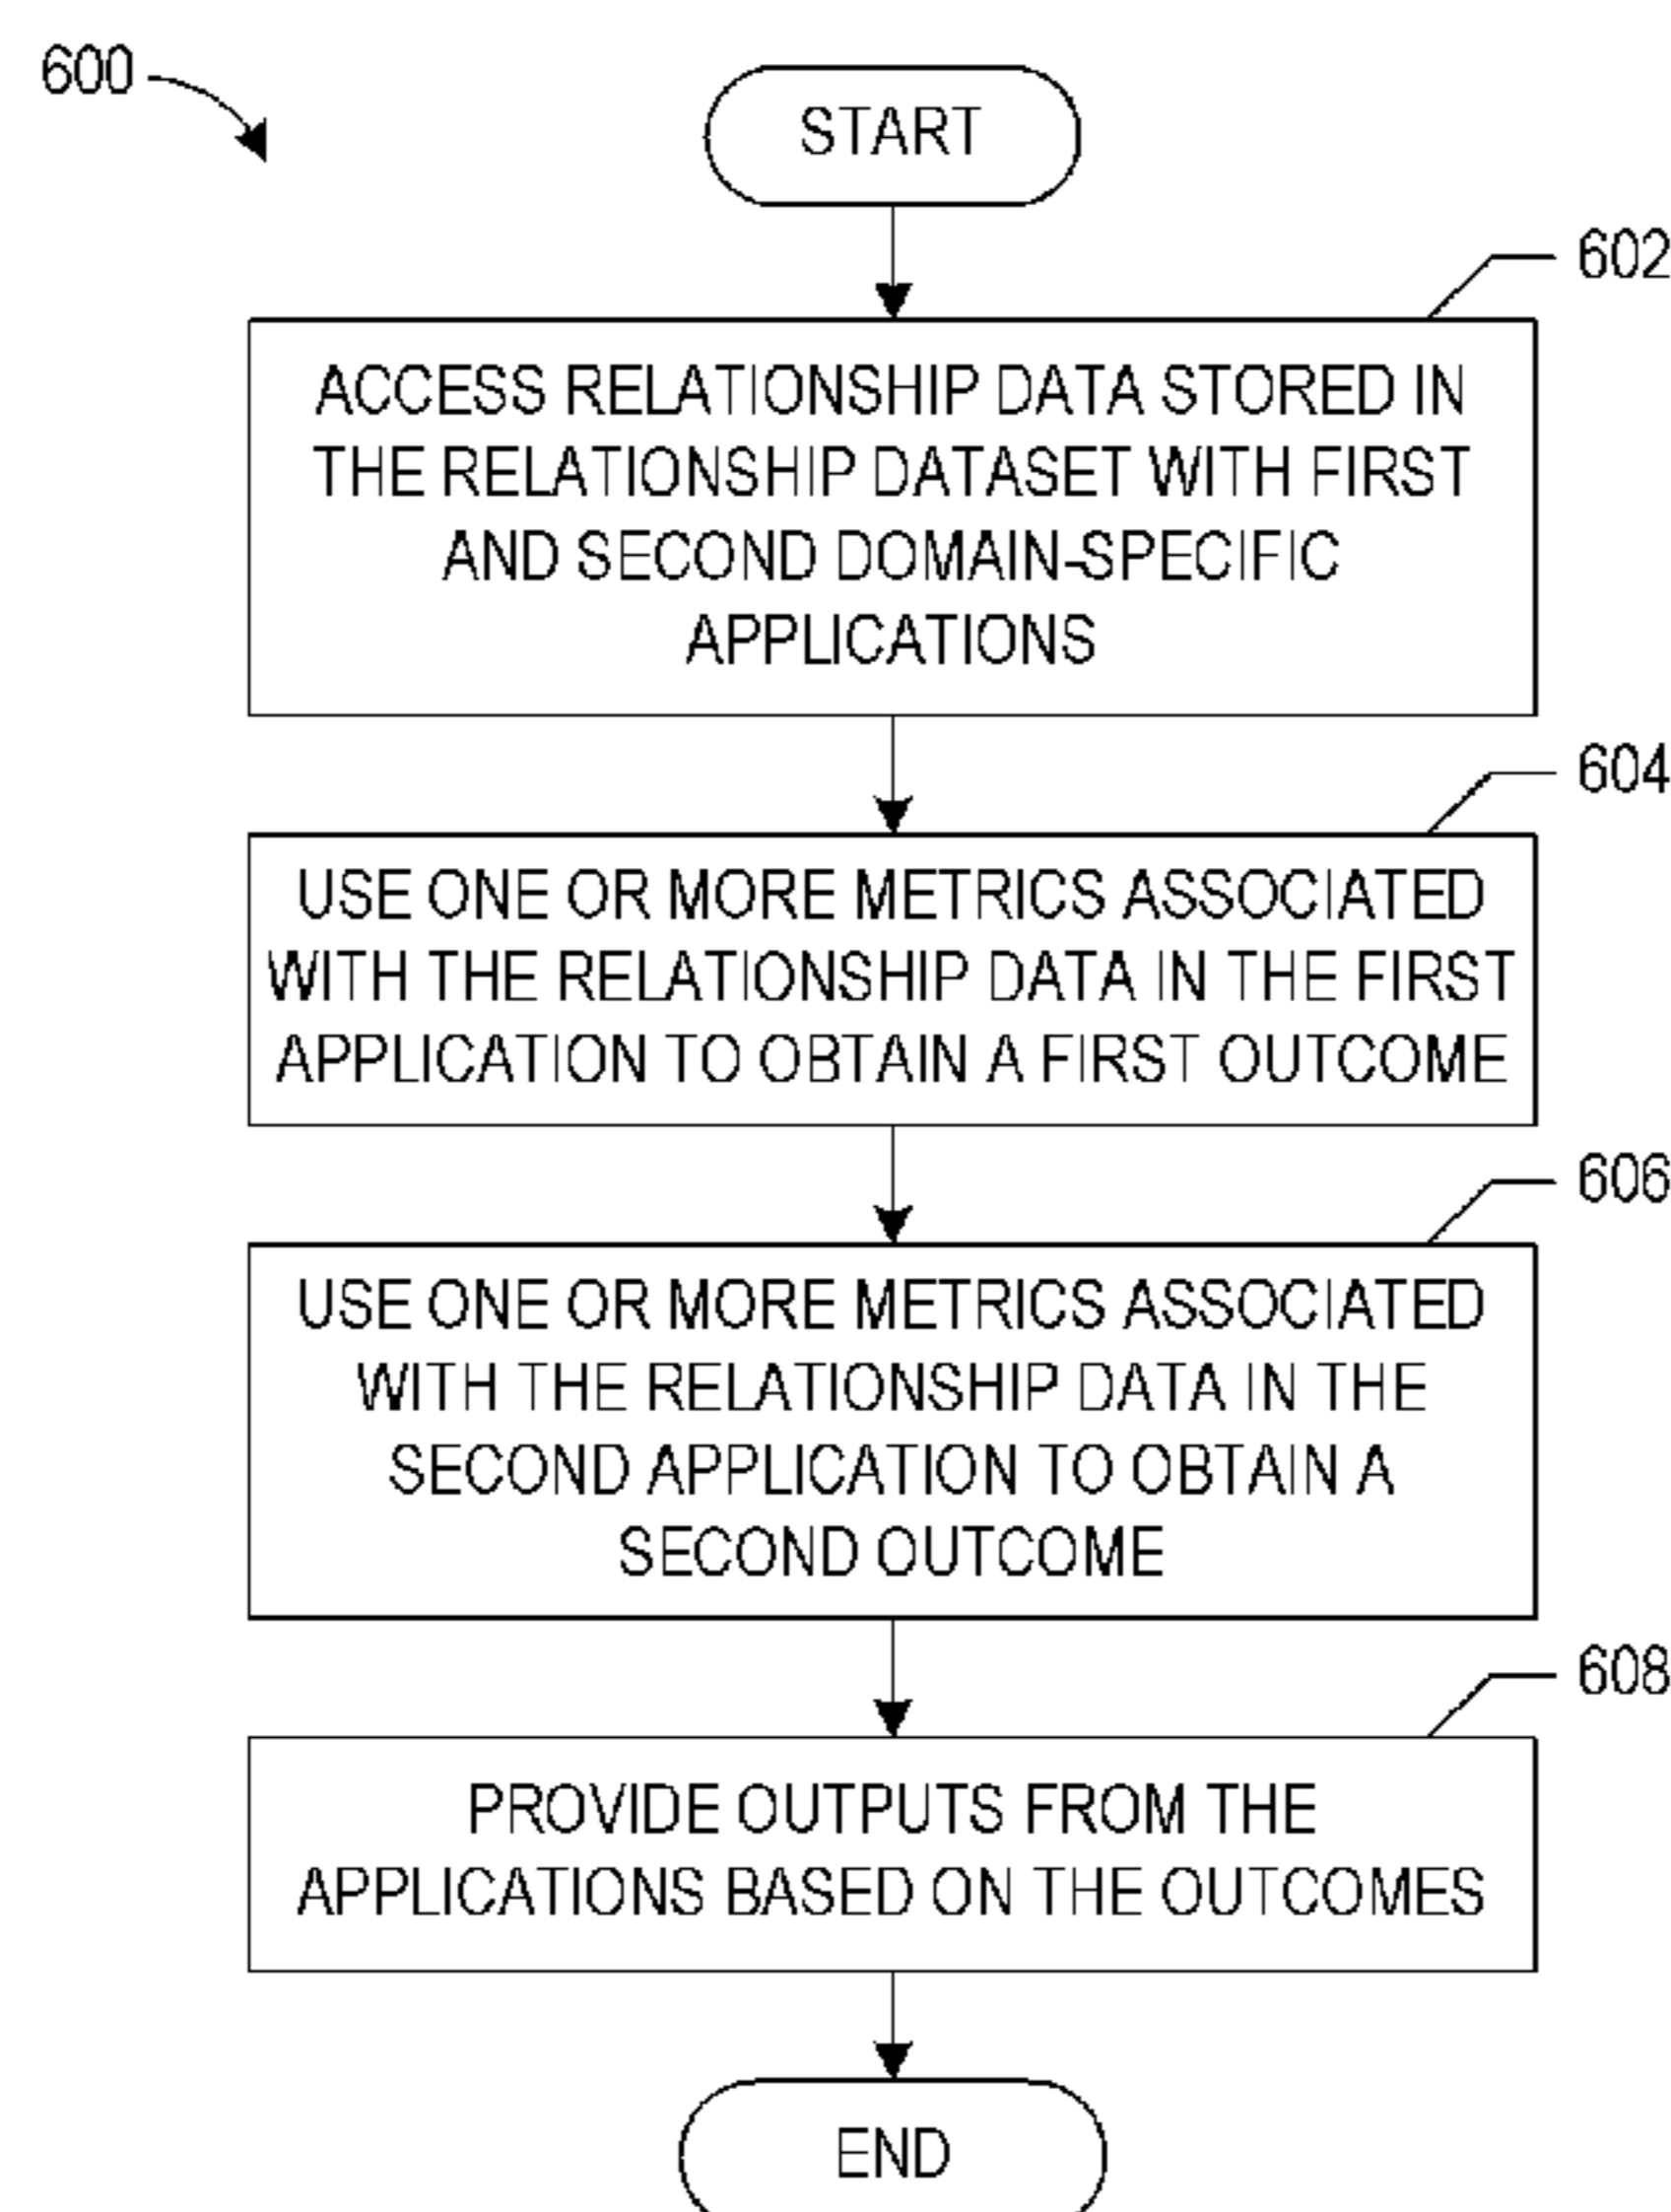 600
START
602
ACCESS RELATIONSHIP DATA STORED IN
THE RELATIONSHIP DATASET WITH FIRST
AND SECOND DOMAIN-SPECIFIC
APPLICATIONS
604
USE ONE OR MORE METRICS ASSOCIATED
WITH THE RELATIONSHIP DATA IN THE FIRST
APPLICATION TO OBTAIN A FIRST OUTCOME
606
USE ONE OR MORE METRICS ASSOCIATED
WITH THE RELATIONSHIP DATA IN THE
SECOND APPLICATION TO OBTAIN A
SECOND OUTCOME
608
PROVIDE OUTPUTS FROM THE
APPLICATIONS BASED ON THE OUTCOMES
END